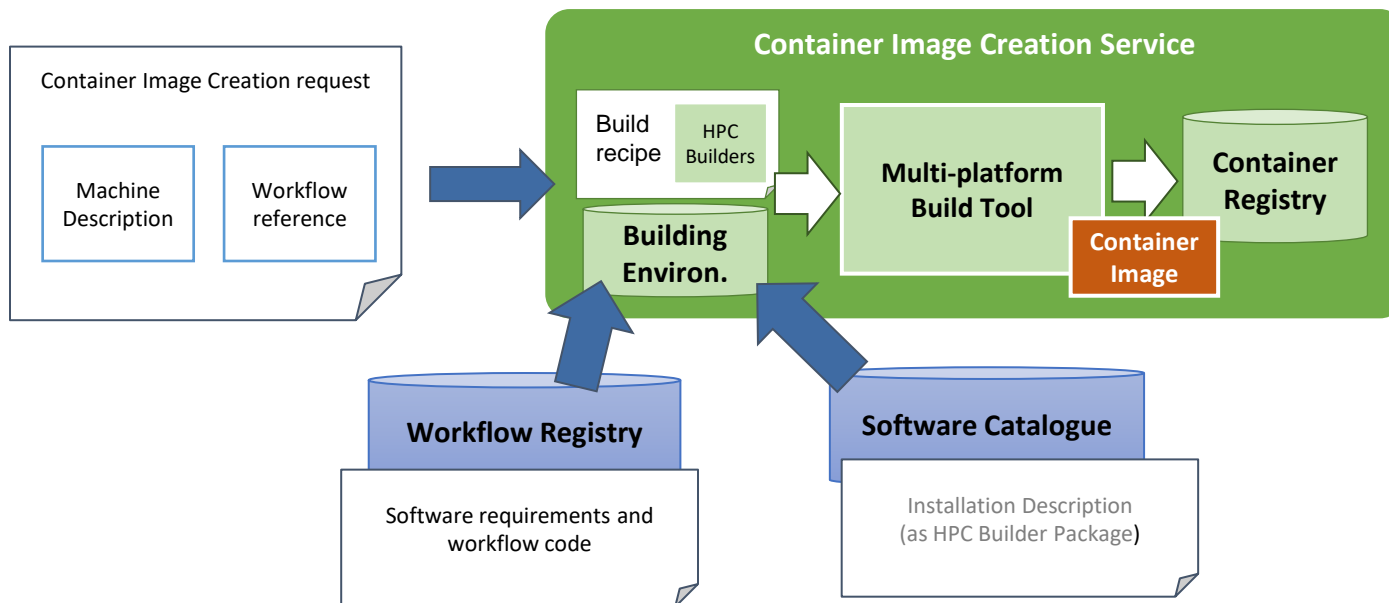 Container Image Creation request
Machine
Description
Workflow
reference
Container Image Creation Service
Build
recipe
HPC
Builders
Building
Environ.
Multi-platform
Build Tool
Container
Image
Container
Registry
Workflow Registry
Software requirements and
workflow code
Software Catalogue
Installation Description
(as HPC Builder Package)